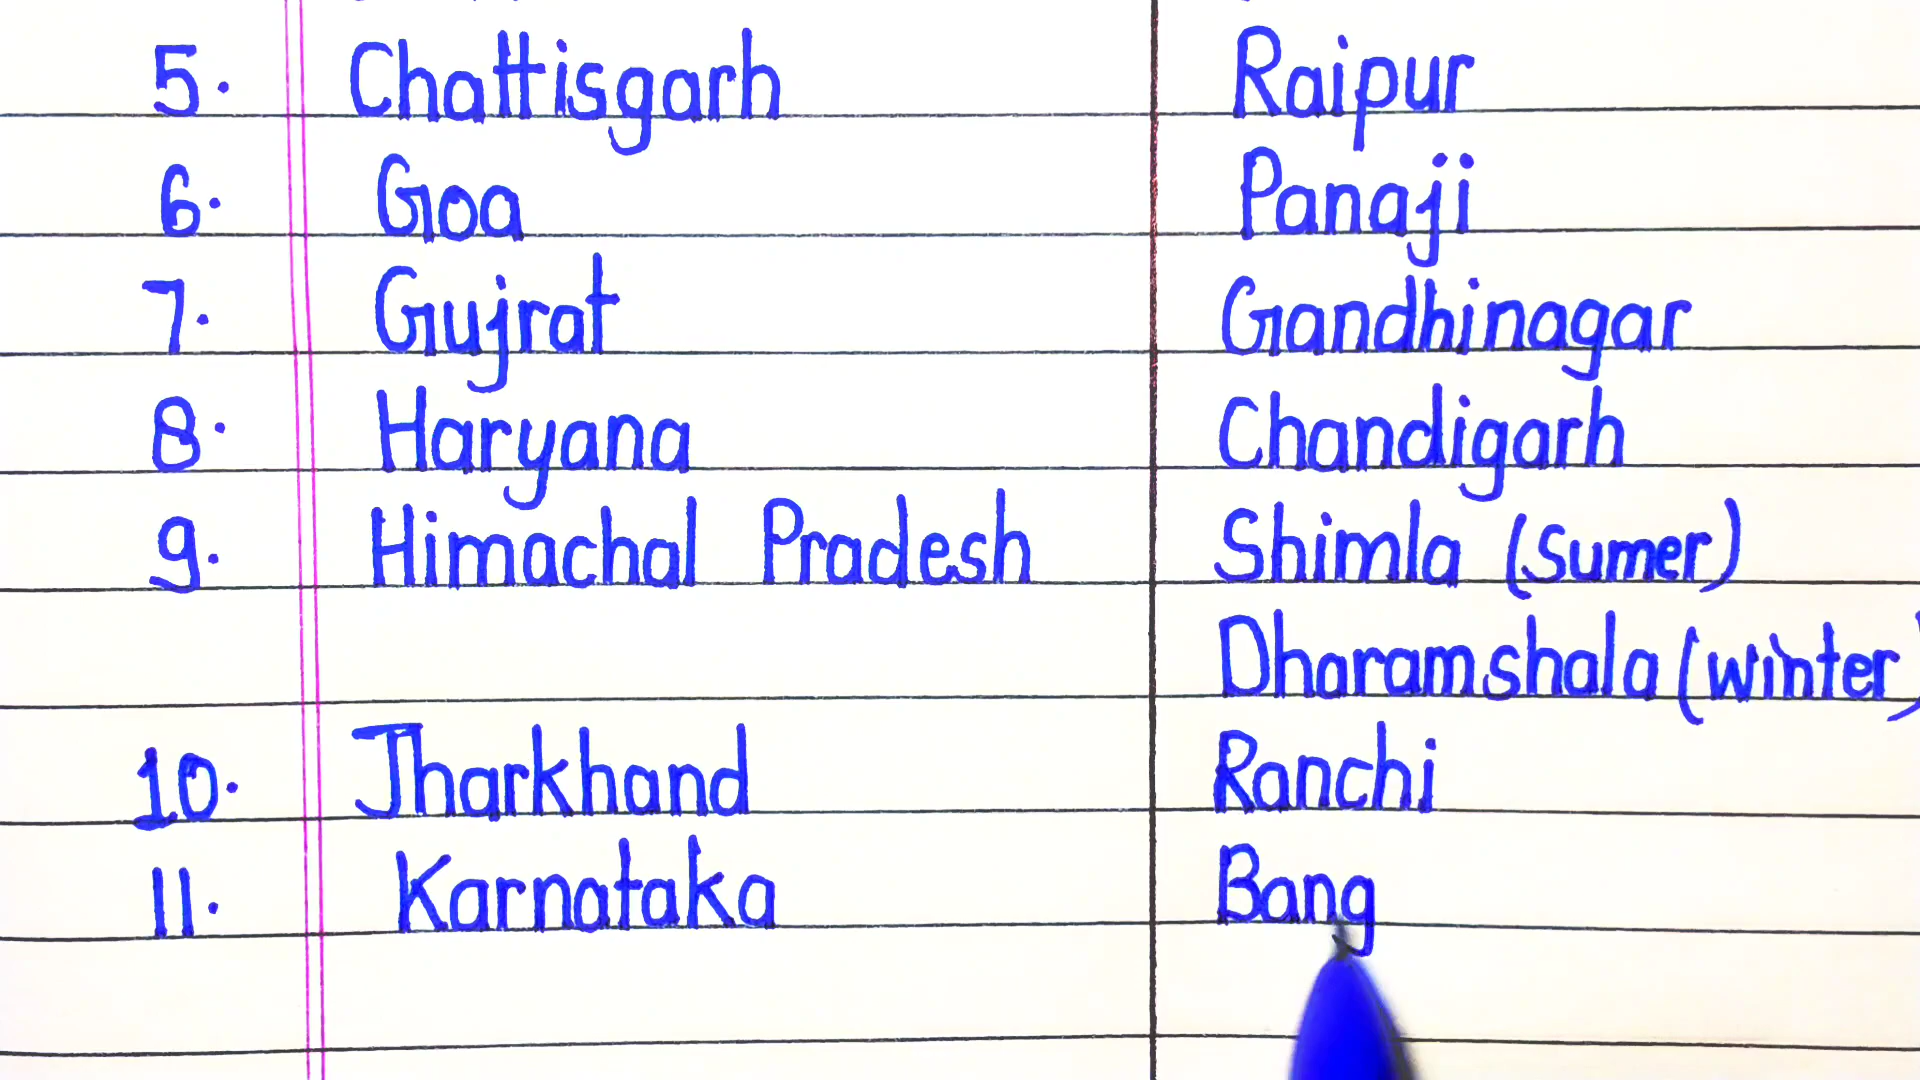 5. Chattisgarh Raipur
6. Goa Panaji
7. Gujrat Gandhinagar
8. Haryana Chandigarh
9. Himachal Pradesh Shimla (Sumer)
Dharamshala (winter)
10. Jharkhand Ranchi
11. Karnataka Bang